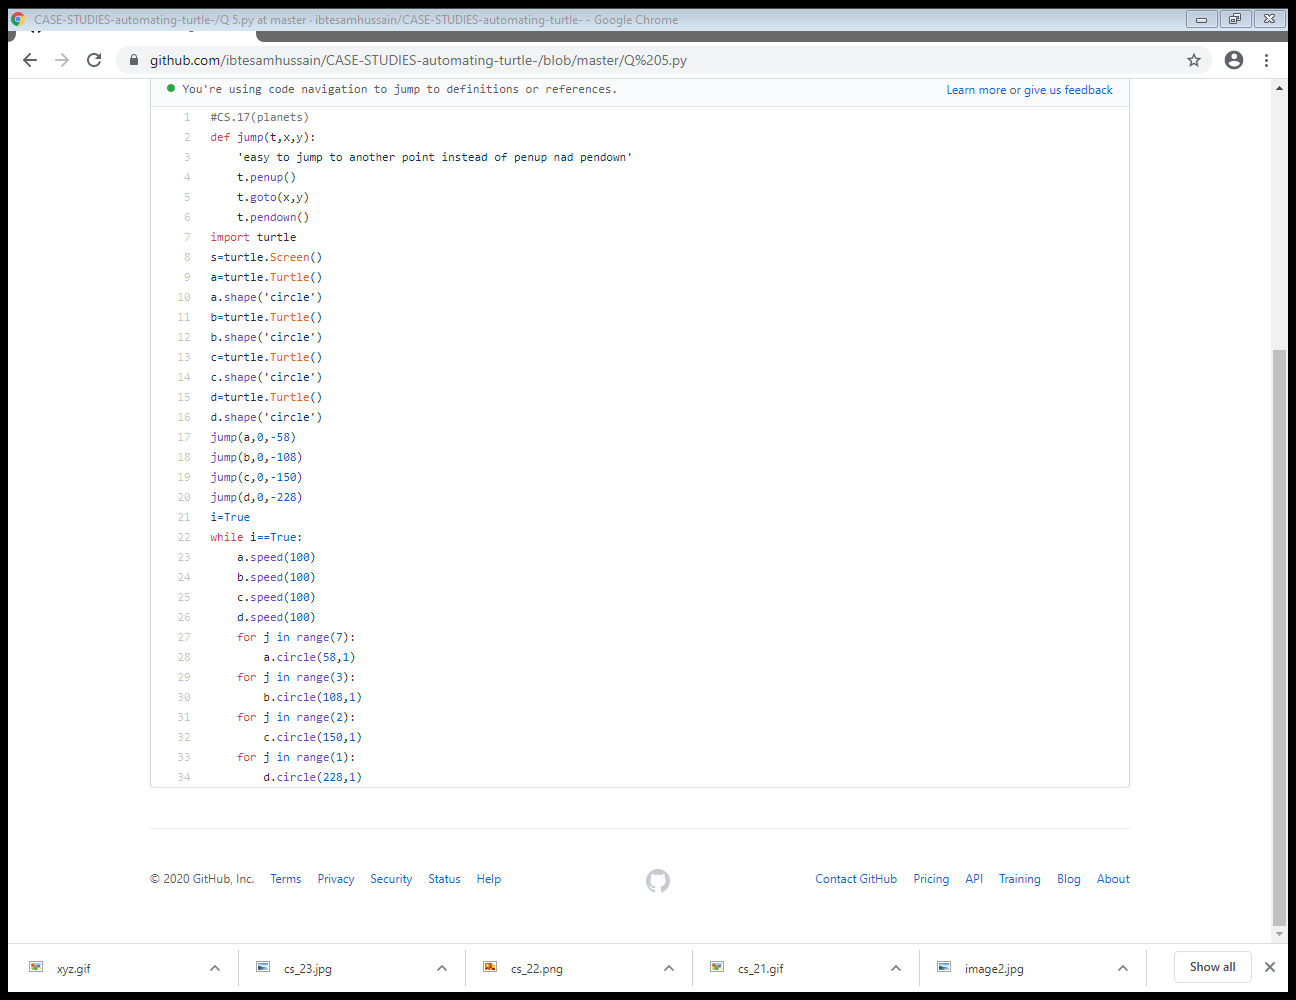 CASE-STUDIES-automating-turtle-/Q 5.py at master · ibtesamhussain/CASE-STUDIES-automating-turtle- - Google Chrome
github.com/ibtesamhussain/CASE-STUDIES-automating-turtle-/blob/master/Q%205.py
You're using code navigation to jump to definitions or references. Learn more or give us feedback
1 #CS.17(planets)
2 def jump(t,x,y):
3 'easy to jump to another point instead of penup nad pendown'
4 t.penup()
5 t.goto(x,y)
6 t.pendown()
7 import turtle
8 s=turtle.Screen()
9 a=turtle.Turtle()
10 a.shape('circle')
11 b=turtle.Turtle()
12 b.shape('circle')
13 c=turtle.Turtle()
14 c.shape('circle')
15 d=turtle.Turtle()
16 d.shape('circle')
17 jump(a,0,-58)
18 jump(b,0,-108)
19 jump(c,0,-150)
20 jump(d,0,-228)
21 i=True
22 while i==True:
23 a.speed(100)
24 b.speed(100)
25 c.speed(100)
26 d.speed(100)
27 for j in range(7):
28 a.circle(58,1)
29 for j in range(3):
30 b.circle(108,1)
31 for j in range(2):
32 c.circle(150,1)
33 for j in range(1):
34 d.circle(228,1)
© 2020 GitHub, Inc. Terms Privacy Security Status Help Contact GitHub Pricing API Training Blog About
xyz.gif cs_23.jpg cs_22.png cs_21.gif image2.jpg Show all